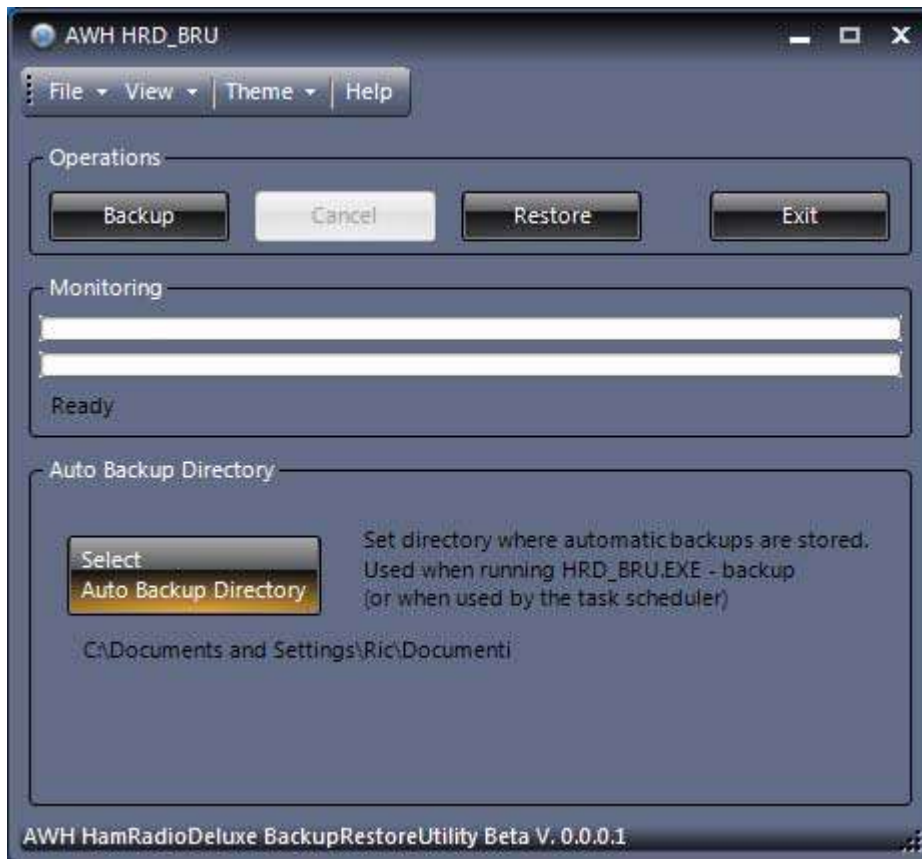 AWH HRD_BRU
File View Theme Help
Operations
Backup Cancel Restore Exit
Monitoring
Ready
Auto Backup Directory
Select
Auto Backup Directory
Set directory where automatic backups are stored.
Used when running HRD_BRU.EXE - backup
(or when used by the task scheduler)
C:\Documents and Settings\Ric\Documenti
AWH HamRadioDeluxe BackupRestoreUtility Beta V. 0.0.0.1